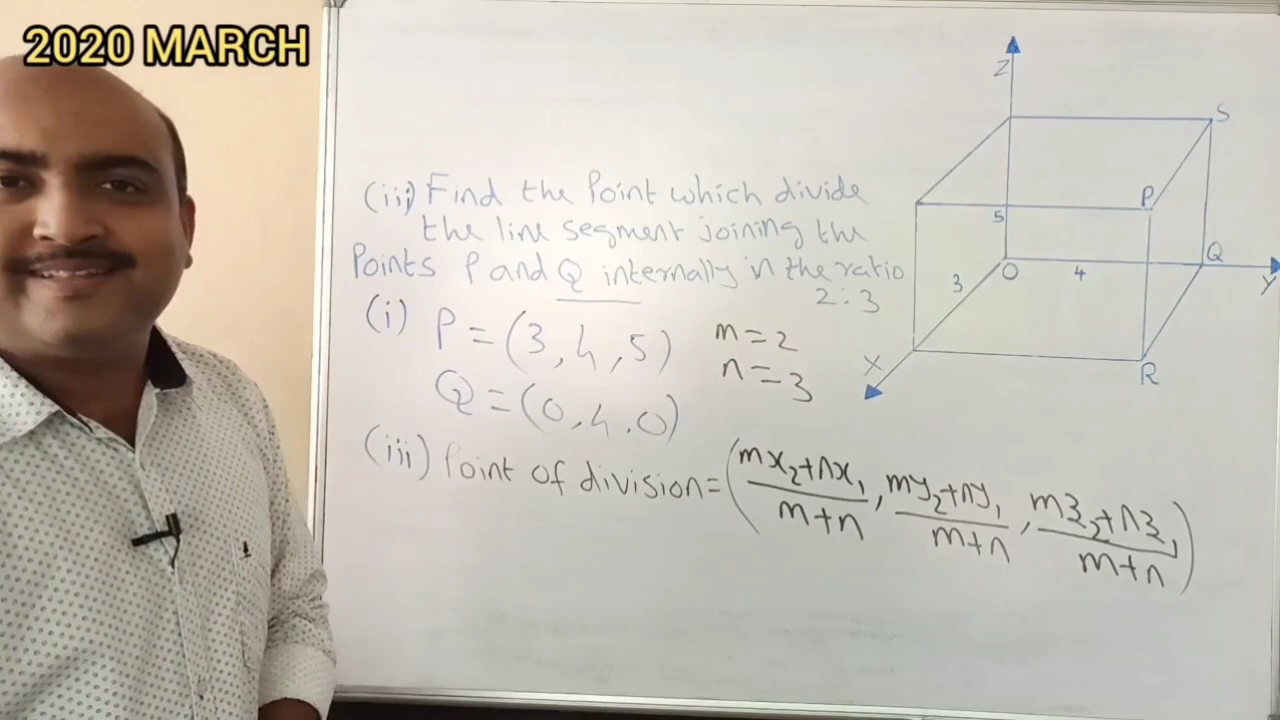 2020 MARCH
(iii) Find the Point which divide
the line segment joining the
Points P and Q internally in the ratio
2:3
(i) P = (3, 4, 5)
m = 2
n = 3
Q = (0, 4, 0)
(iii) Point of division = (mx₂+nx₁/m+n, my₂+ny₁/m+n, mz₂+nz₁/m+n)
Z
S
P
5
O
4
Q
Y
3
X
R